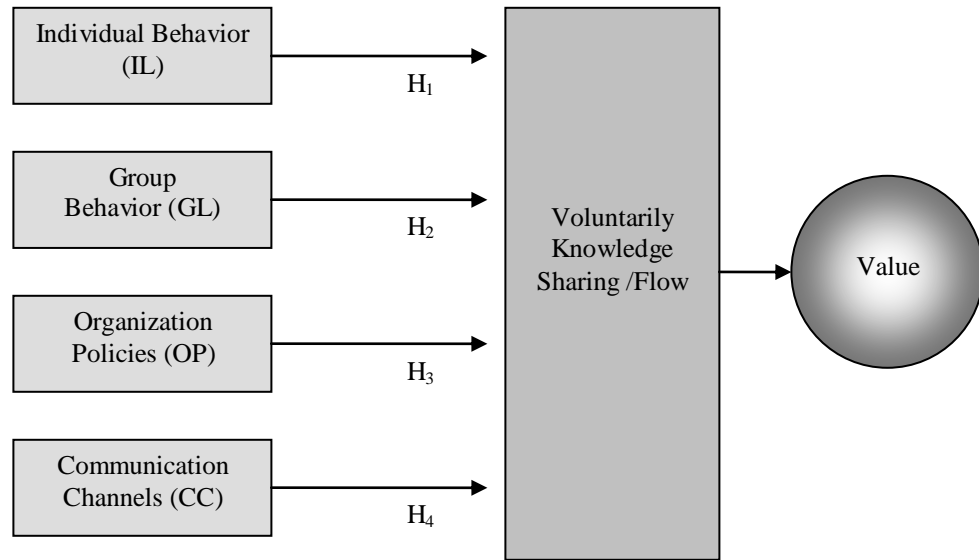 Individual Behavior
(IL)
H₁
Group
Behavior (GL)
H₂
Organization
Policies (OP)
H₃
Communication
Channels (CC)
H₄
Voluntarily
Knowledge
Sharing /Flow
Value